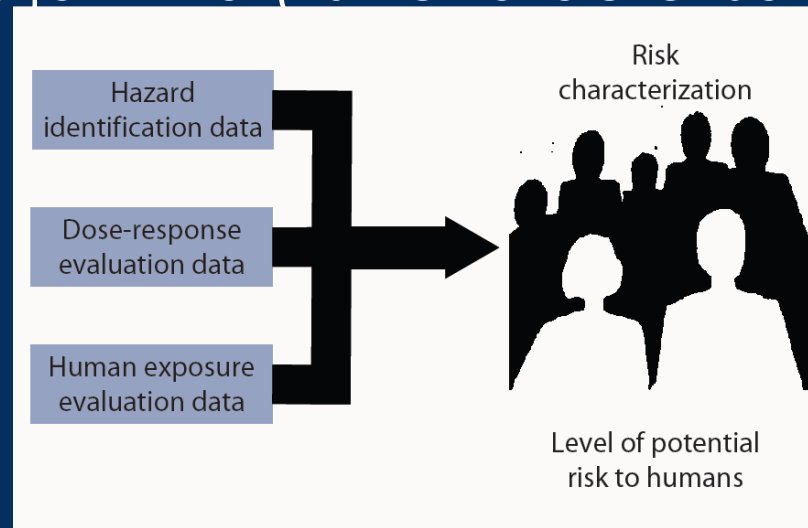 Hazard
identification data
Dose-response
evaluation data
Human exposure
evaluation data
Risk
characterization
Level of potential
risk to humans